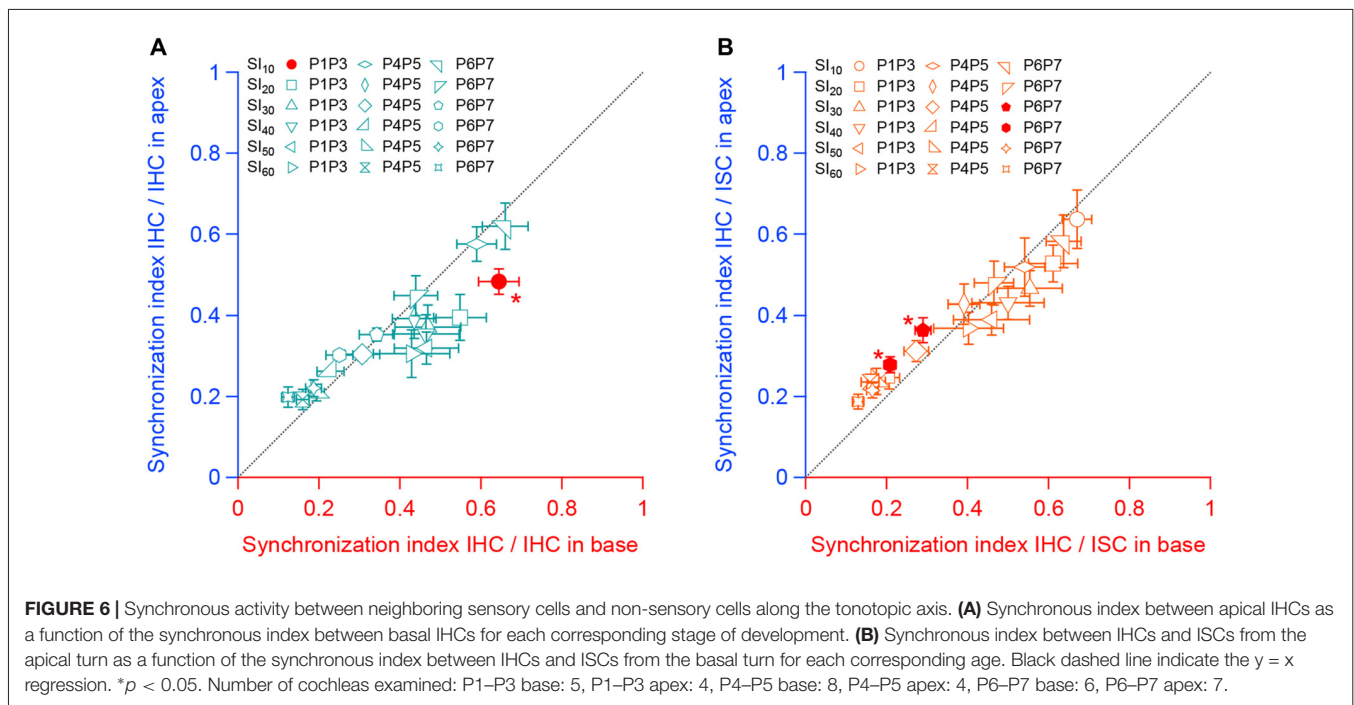 A
SI10 P1P3 P4P5 P6P7
SI20 P1P3 P4P5 P6P7
SI30 P1P3 P4P5 P6P7
SI40 P1P3 P4P5 P6P7
SI50 P1P3 P4P5 P6P7
SI60 P1P3 P4P5 P6P7
Synchronization index IHC / IHC in apex
1
0.8
0.6
0.4
0.2
0
*
0 0.2 0.4 0.6 0.8 1
Synchronization index IHC / IHC in base
B
SI10 P1P3 P4P5 P6P7
SI20 P1P3 P4P5 P6P7
SI30 P1P3 P4P5 P6P7
SI40 P1P3 P4P5 P6P7
SI50 P1P3 P4P5 P6P7
SI60 P1P3 P4P5 P6P7
Synchronization index IHC / ISC in apex
1
0.8
0.6
0.4
0.2
0
*
*
0 0.2 0.4 0.6 0.8 1
Synchronization index IHC / ISC in base
FIGURE 6 | Synchronous activity between neighboring sensory cells and non-sensory cells along the tonotopic axis. (A) Synchronous index between apical IHCs as
a function of the synchronous index between basal IHCs for each corresponding stage of development. (B) Synchronous index between IHCs and ISCs from the
apical turn as a function of the synchronous index between IHCs and ISCs from the basal turn for each corresponding age. Black dashed line indicate the y = x
regression. *p < 0.05. Number of cochleas examined: P1–P3 base: 5, P1–P3 apex: 4, P4–P5 base: 8, P4–P5 apex: 4, P6–P7 base: 6, P6–P7 apex: 7.